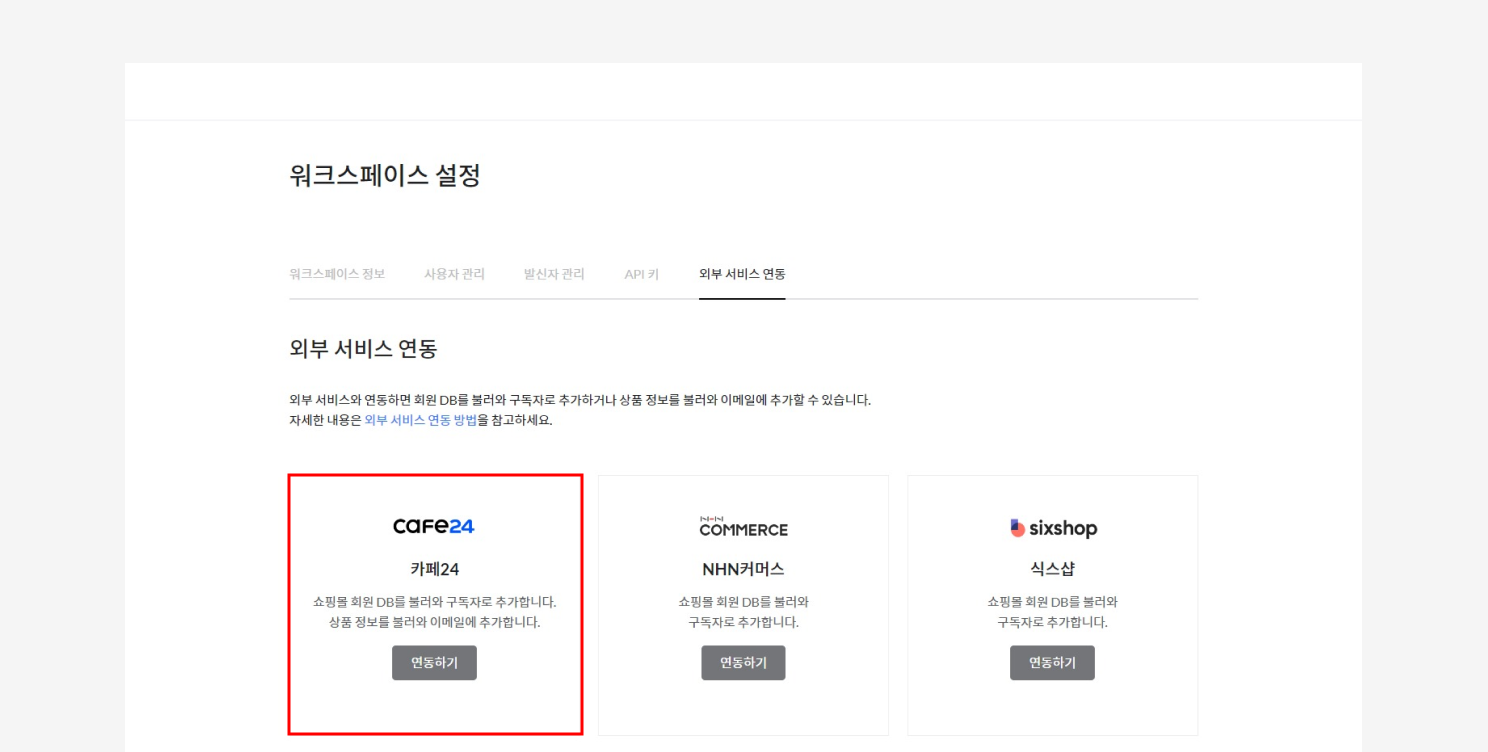 워크스페이스 설정
워크스페이스 정보 사용자 관리 발신자 관리 API 키 외부 서비스 연동
외부 서비스 연동
외부 서비스와 연동하면 회원 DB를 불러와 구독자로 추가하거나 상품 정보를 불러와 이메일에 추가할 수 있습니다.
자세한 내용은 외부 서비스 연동 방법을 참고하세요.
cafe24
카페24
쇼핑몰 회원 DB를 불러와 구독자로 추가합니다.
상품 정보를 불러와 이메일에 추가합니다.
연동하기
NHN
COMMERCE
NHN커머스
쇼핑몰 회원 DB를 불러와
구독자로 추가합니다.
연동하기
sixshop
식스샵
쇼핑몰 회원 DB를 불러와
구독자로 추가합니다.
연동하기